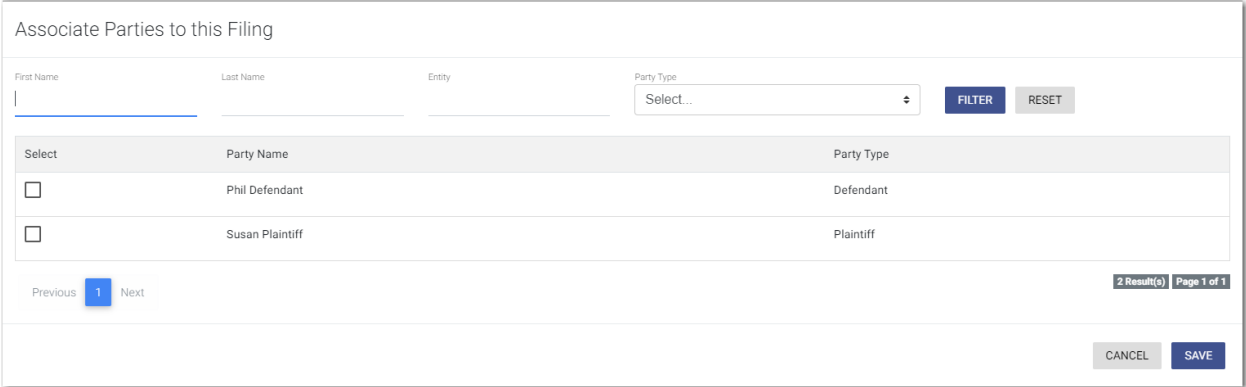 Associate Parties to this Filing
First Name Last Name Entity Party Type
Select... FILTER RESET
Select Party Name Party Type
Phil Defendant Defendant
Susan Plaintiff Plaintiff
Previous 1 Next 2 Result(s) Page 1 of 1
CANCEL SAVE